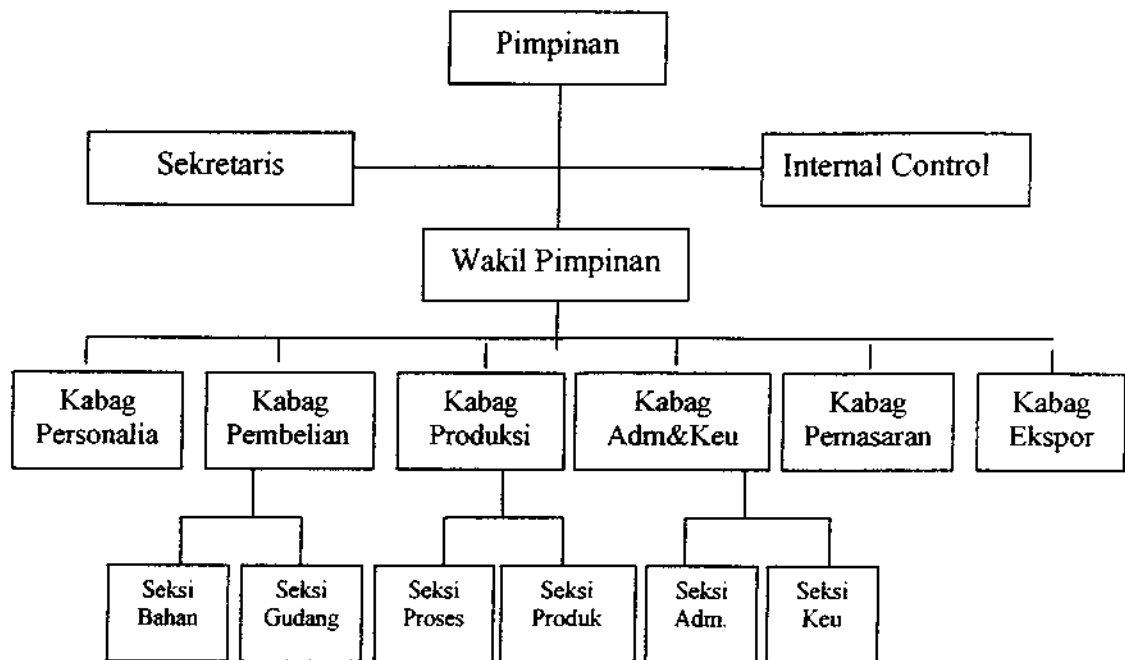 Pimpinan
Sekretaris
Internal Control
Wakil Pimpinan
Kabag
Personalia
Kabag
Pembelian
Kabag
Produksi
Kabag
Adm&Keu
Kabag
Pemasaran
Kabag
Ekspor
Seksi
Bahan
Seksi
Gudang
Seksi
Proses
Seksi
Produk
Seksi
Adm.
Seksi
Keu